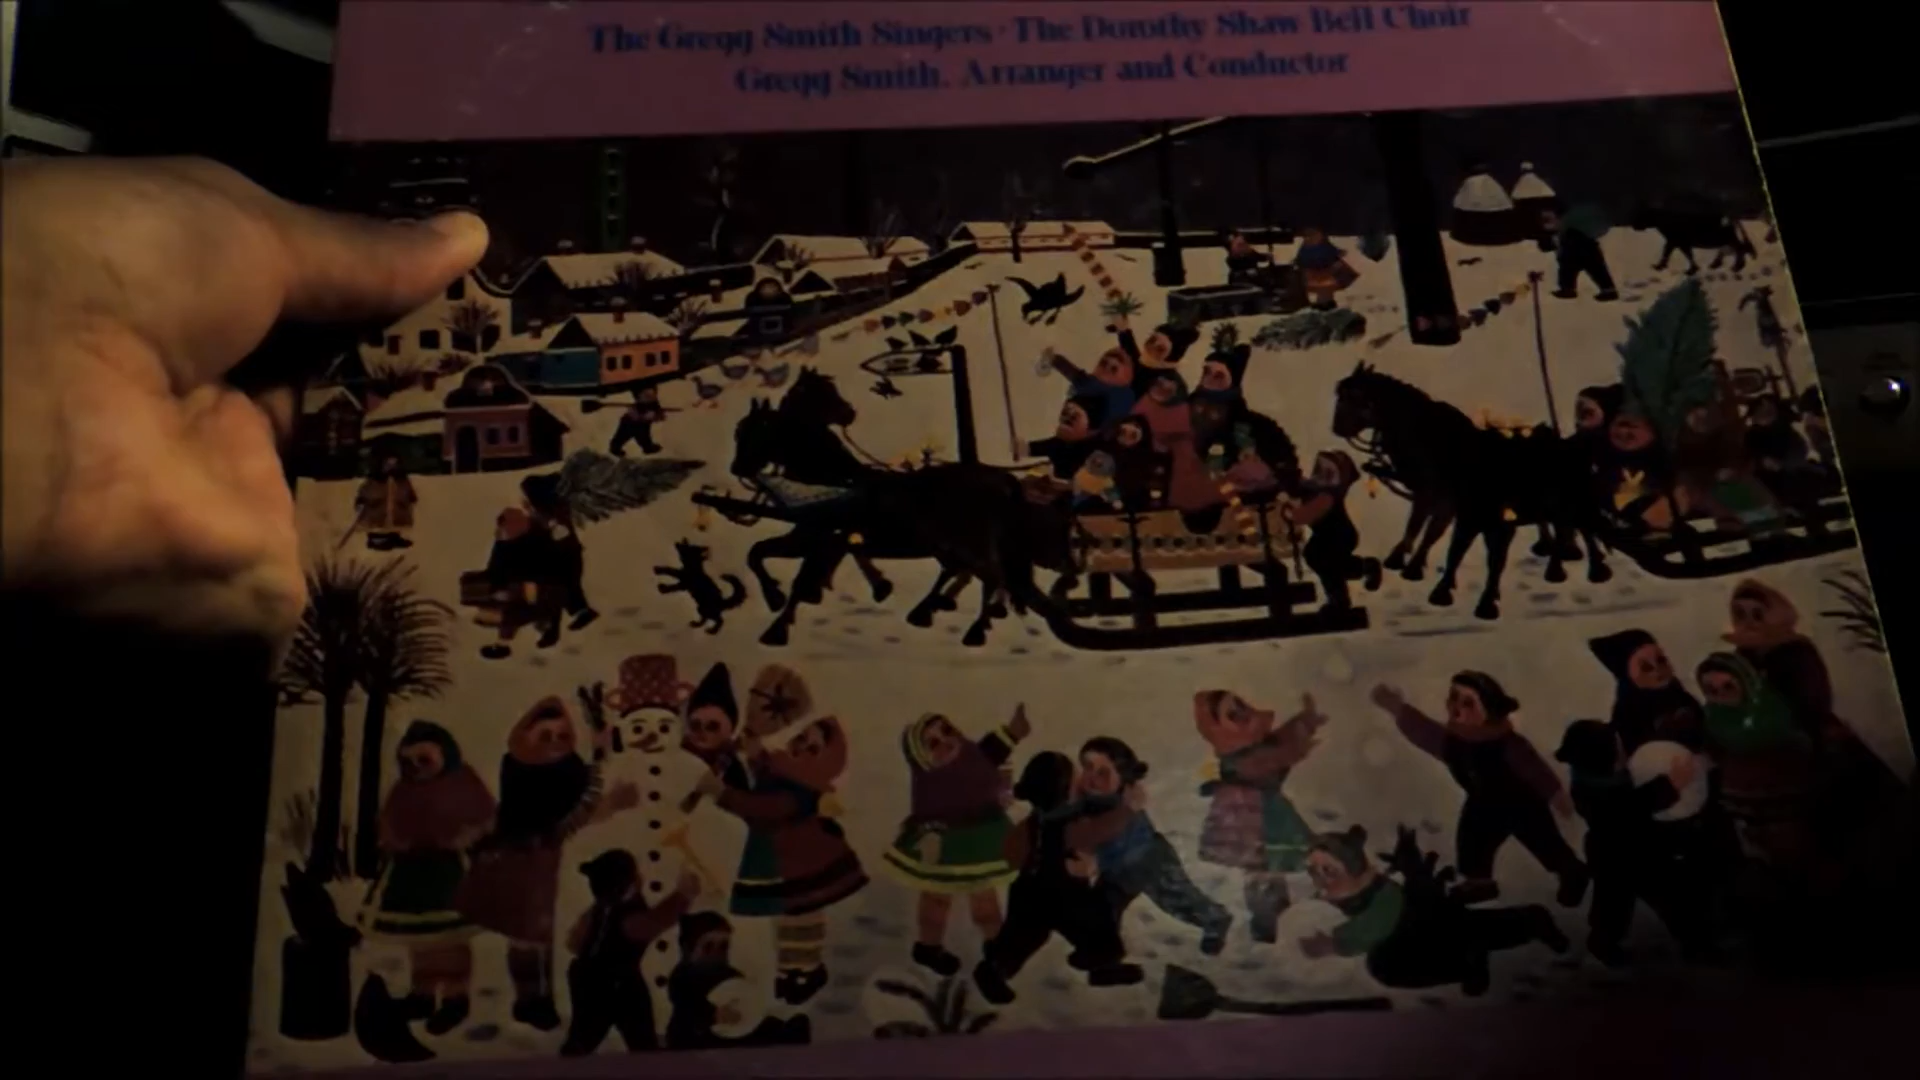 The Gregg Smith Singers · The Dorothy Shaw Bell Choir
Gregg Smith, Arranger and Conductor